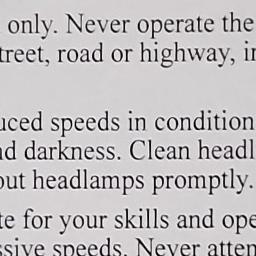 only. Never operate the
treet, road or highway, i
uced speeds in condition
nd darkness. Clean headl
out headlamps promptly.
te for your skills and ope
ssive speeds. Never atten